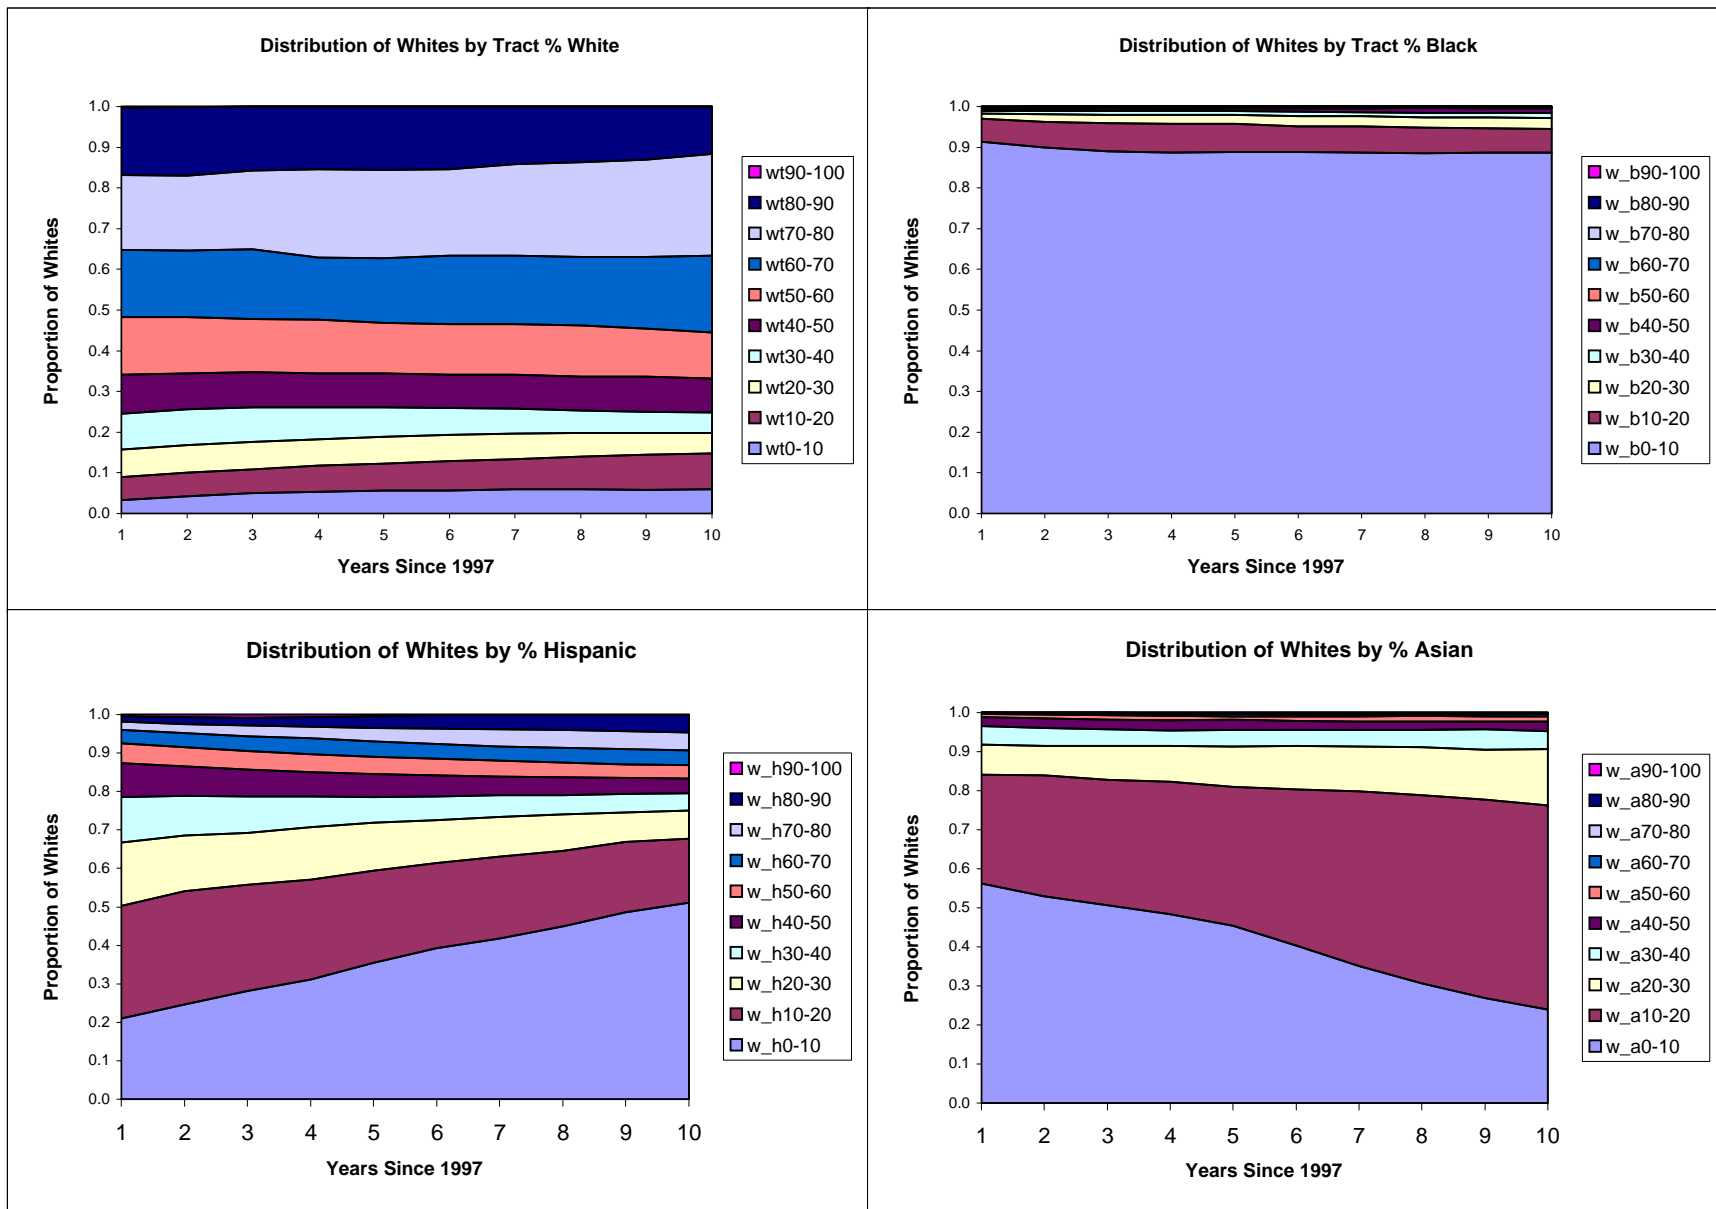 Distribution of Whites by Tract % White
Proportion of Whites
1.0
0.9
0.8
0.7
0.6
0.5
0.4
0.3
0.2
0.1
0.0
1 2 3 4 5 6 7 8 9 10
Years Since 1997
wt90-100
wt80-90
wt70-80
wt60-70
wt50-60
wt40-50
wt30-40
wt20-30
wt10-20
wt0-10
Distribution of Whites by Tract % Black
Proportion of Whites
1.0
0.9
0.8
0.7
0.6
0.5
0.4
0.3
0.2
0.1
0.0
1 2 3 4 5 6 7 8 9 10
Years Since 1997
w_b90-100
w_b80-90
w_b70-80
w_b60-70
w_b50-60
w_b40-50
w_b30-40
w_b20-30
w_b10-20
w_b0-10
Distribution of Whites by % Hispanic
Proportion of Whites
1.0
0.9
0.8
0.7
0.6
0.5
0.4
0.3
0.2
0.1
0.0
1 2 3 4 5 6 7 8 9 10
Years Since 1997
w_h90-100
w_h80-90
w_h70-80
w_h60-70
w_h50-60
w_h40-50
w_h30-40
w_h20-30
w_h10-20
w_h0-10
Distribution of Whites by % Asian
Proportion of Whites
1.0
0.9
0.8
0.7
0.6
0.5
0.4
0.3
0.2
0.1
0.0
1 2 3 4 5 6 7 8 9 10
Years Since 1997
w_a90-100
w_a80-90
w_a70-80
w_a60-70
w_a50-60
w_a40-50
w_a30-40
w_a20-30
w_a10-20
w_a0-10